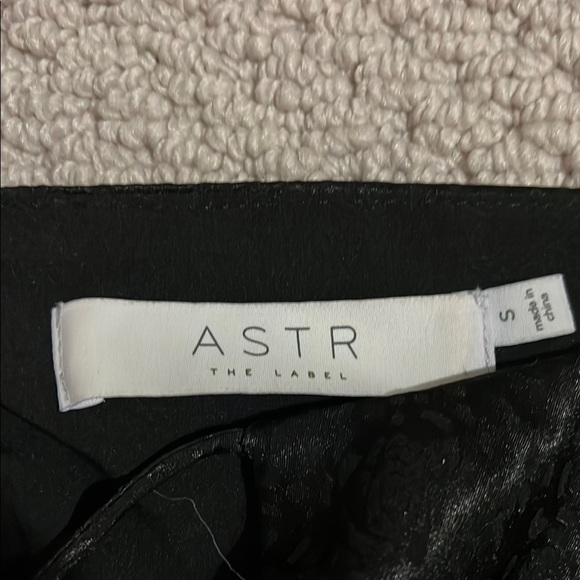 ASTR
THE LABEL
S
made in
china